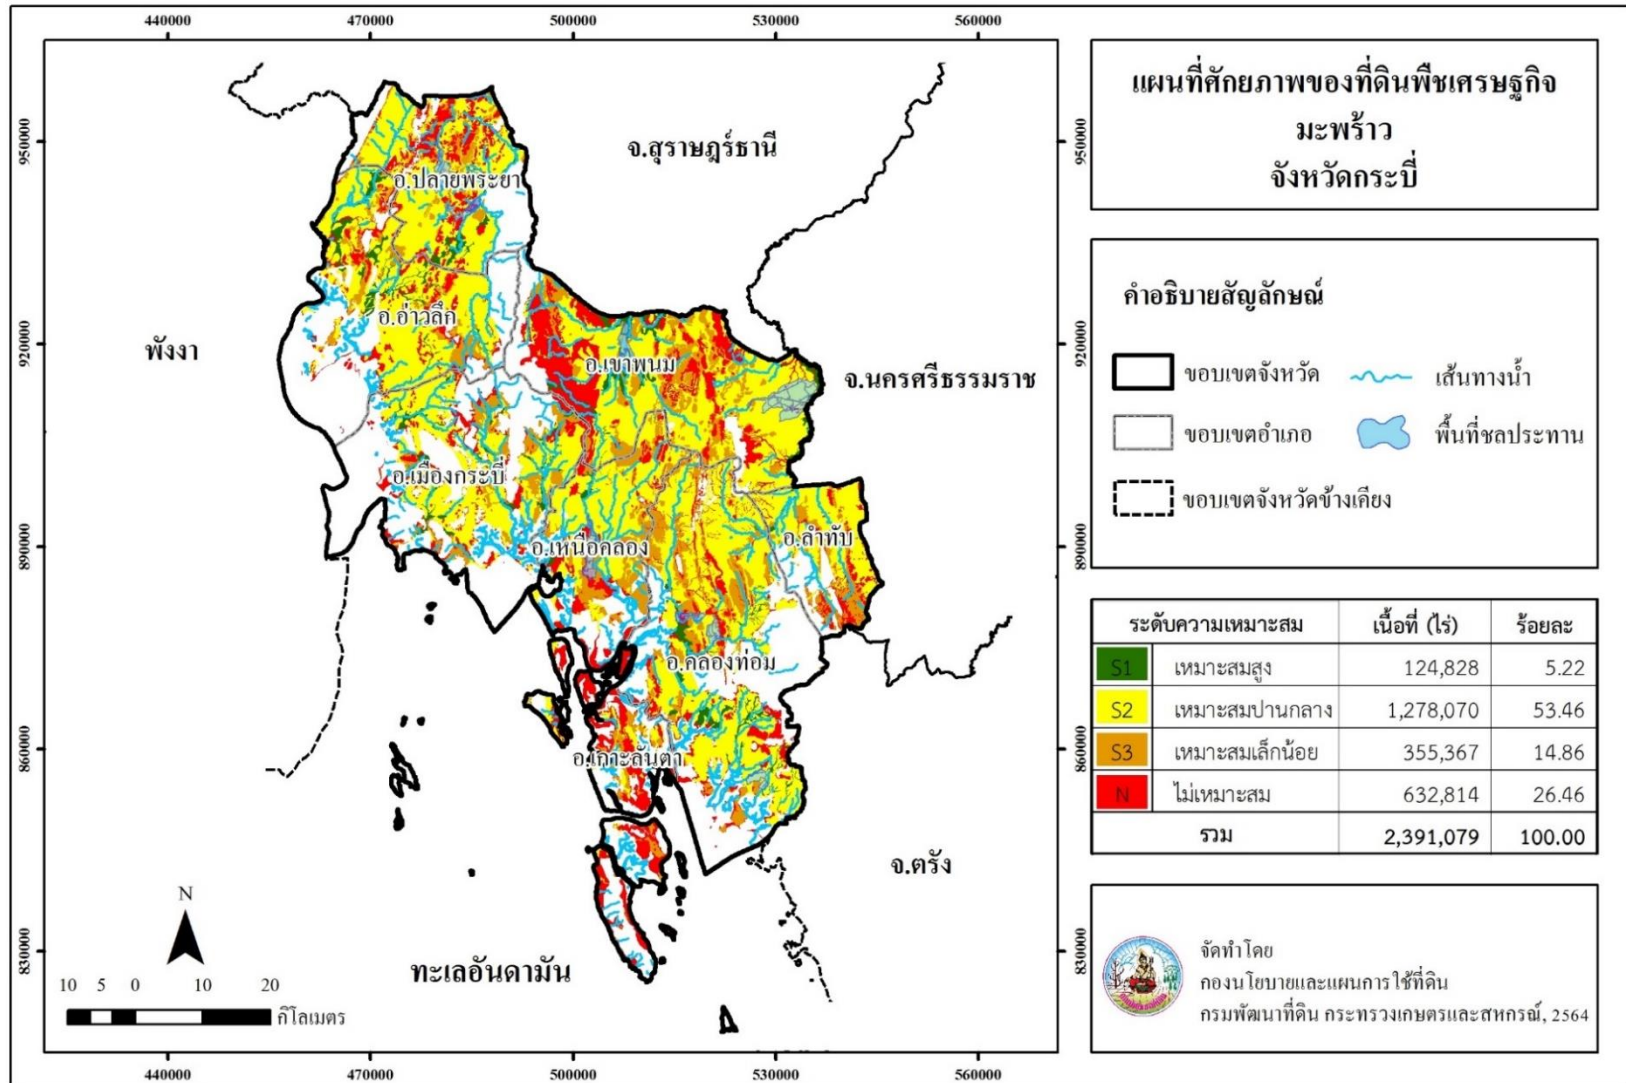 440000 470000 500000 530000 560000
แผนที่ศักยภาพของที่ดินพืชเศรษฐกิจ
มะพร้าว
จังหวัดกระบี่
950000 950000
จ.สุราษฎร์ธานี
อ.ปลายพระยา
คำอธิบายสัญลักษณ์
อ.อ่าวลึก
920000 920000
พังงา
อ.เขาพนม
จ.นครศรีธรรมราช
ขอบเขตจังหวัด เส้นทางน้ำ
ขอบเขตอำเภอ พื้นที่ชลประทาน
ขอบเขตจังหวัดข้างเคียง
อ.เมืองกระบี่
อ.เหนือคลอง
อ.ลำทับ
890000 890000
อ.คลองท่อม
อ.เกาะลันตา
860000 860000
ระดับความเหมาะสม เนื้อที่ (ไร่) ร้อยละ
S1 เหมาะสมสูง 124,828 5.22
S2 เหมาะสมปานกลาง 1,278,070 53.46
S3 เหมาะสมเล็กน้อย 355,367 14.86
N ไม่เหมาะสม 632,814 26.46
รวม 2,391,079 100.00
จ.ตรัง
N
830000 830000
ทะเลอันดามัน
10 5 0 10 20
กิโลเมตร
จัดทำโดย
กองนโยบายและแผนการใช้ที่ดิน
กรมพัฒนาที่ดิน กระทรวงเกษตรและสหกรณ์, 2564
440000 470000 500000 530000 560000